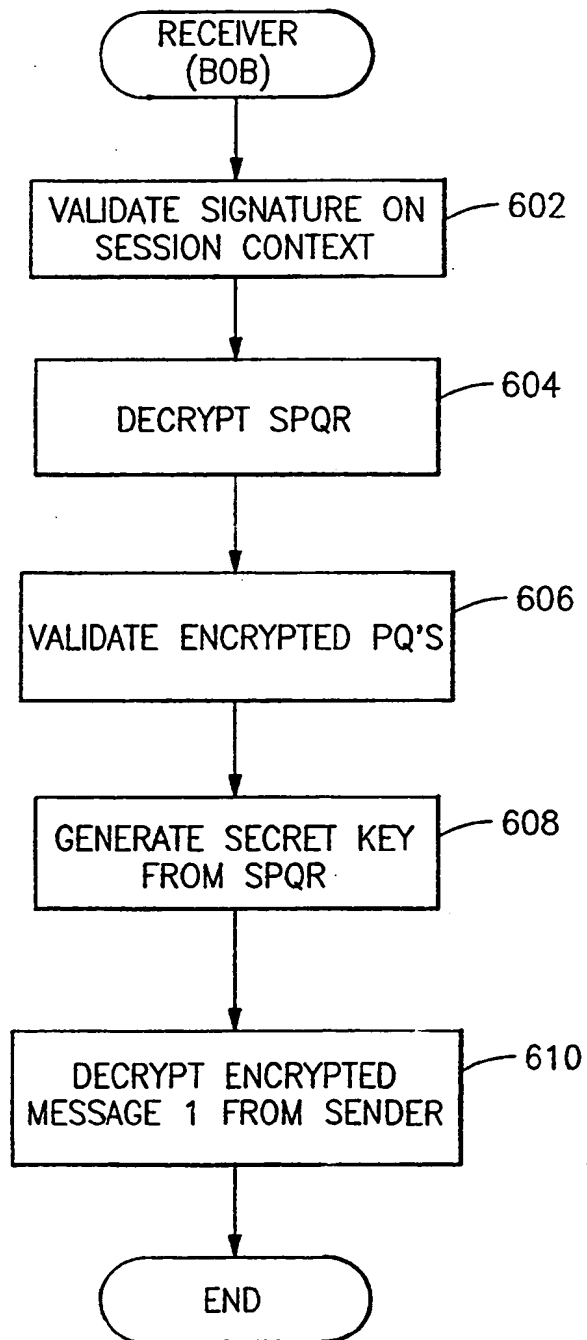 RECEIVER
(BOB)
VALIDATE SIGNATURE ON
SESSION CONTEXT
602
DECRYPT SPQR
604
VALIDATE ENCRYPTED PQ'S
606
GENERATE SECRET KEY
FROM SPQR
608
DECRYPT ENCRYPTED
MESSAGE 1 FROM SENDER
610
END